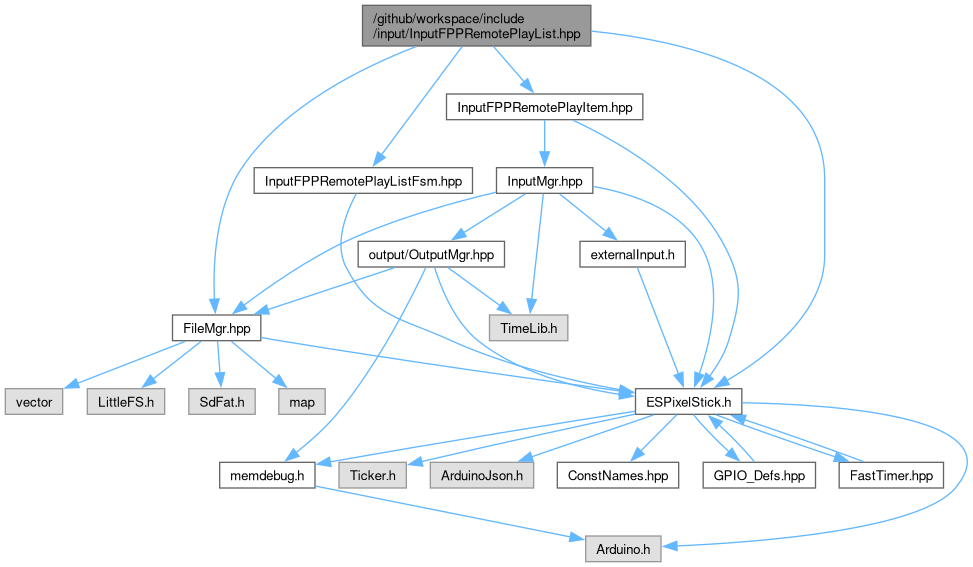 /github/workspace/include
/input/InputFPPRemotePlayList.hpp
InputFPPRemotePlayItem.hpp
InputFPPRemotePlayListFsm.hpp
InputMgr.hpp
output/OutputMgr.hpp
externalInput.h
FileMgr.hpp
TimeLib.h
vector
LittleFS.h
SdFat.h
map
ESPixelStick.h
memdebug.h
Ticker.h
ArduinoJson.h
ConstNames.hpp
GPIO_Defs.hpp
FastTimer.hpp
Arduino.h